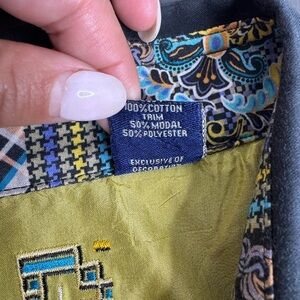 100% COTTON
TRIM
50% MODAL
50% POLYESTER
EXCLUSIVE OF
DECORATION